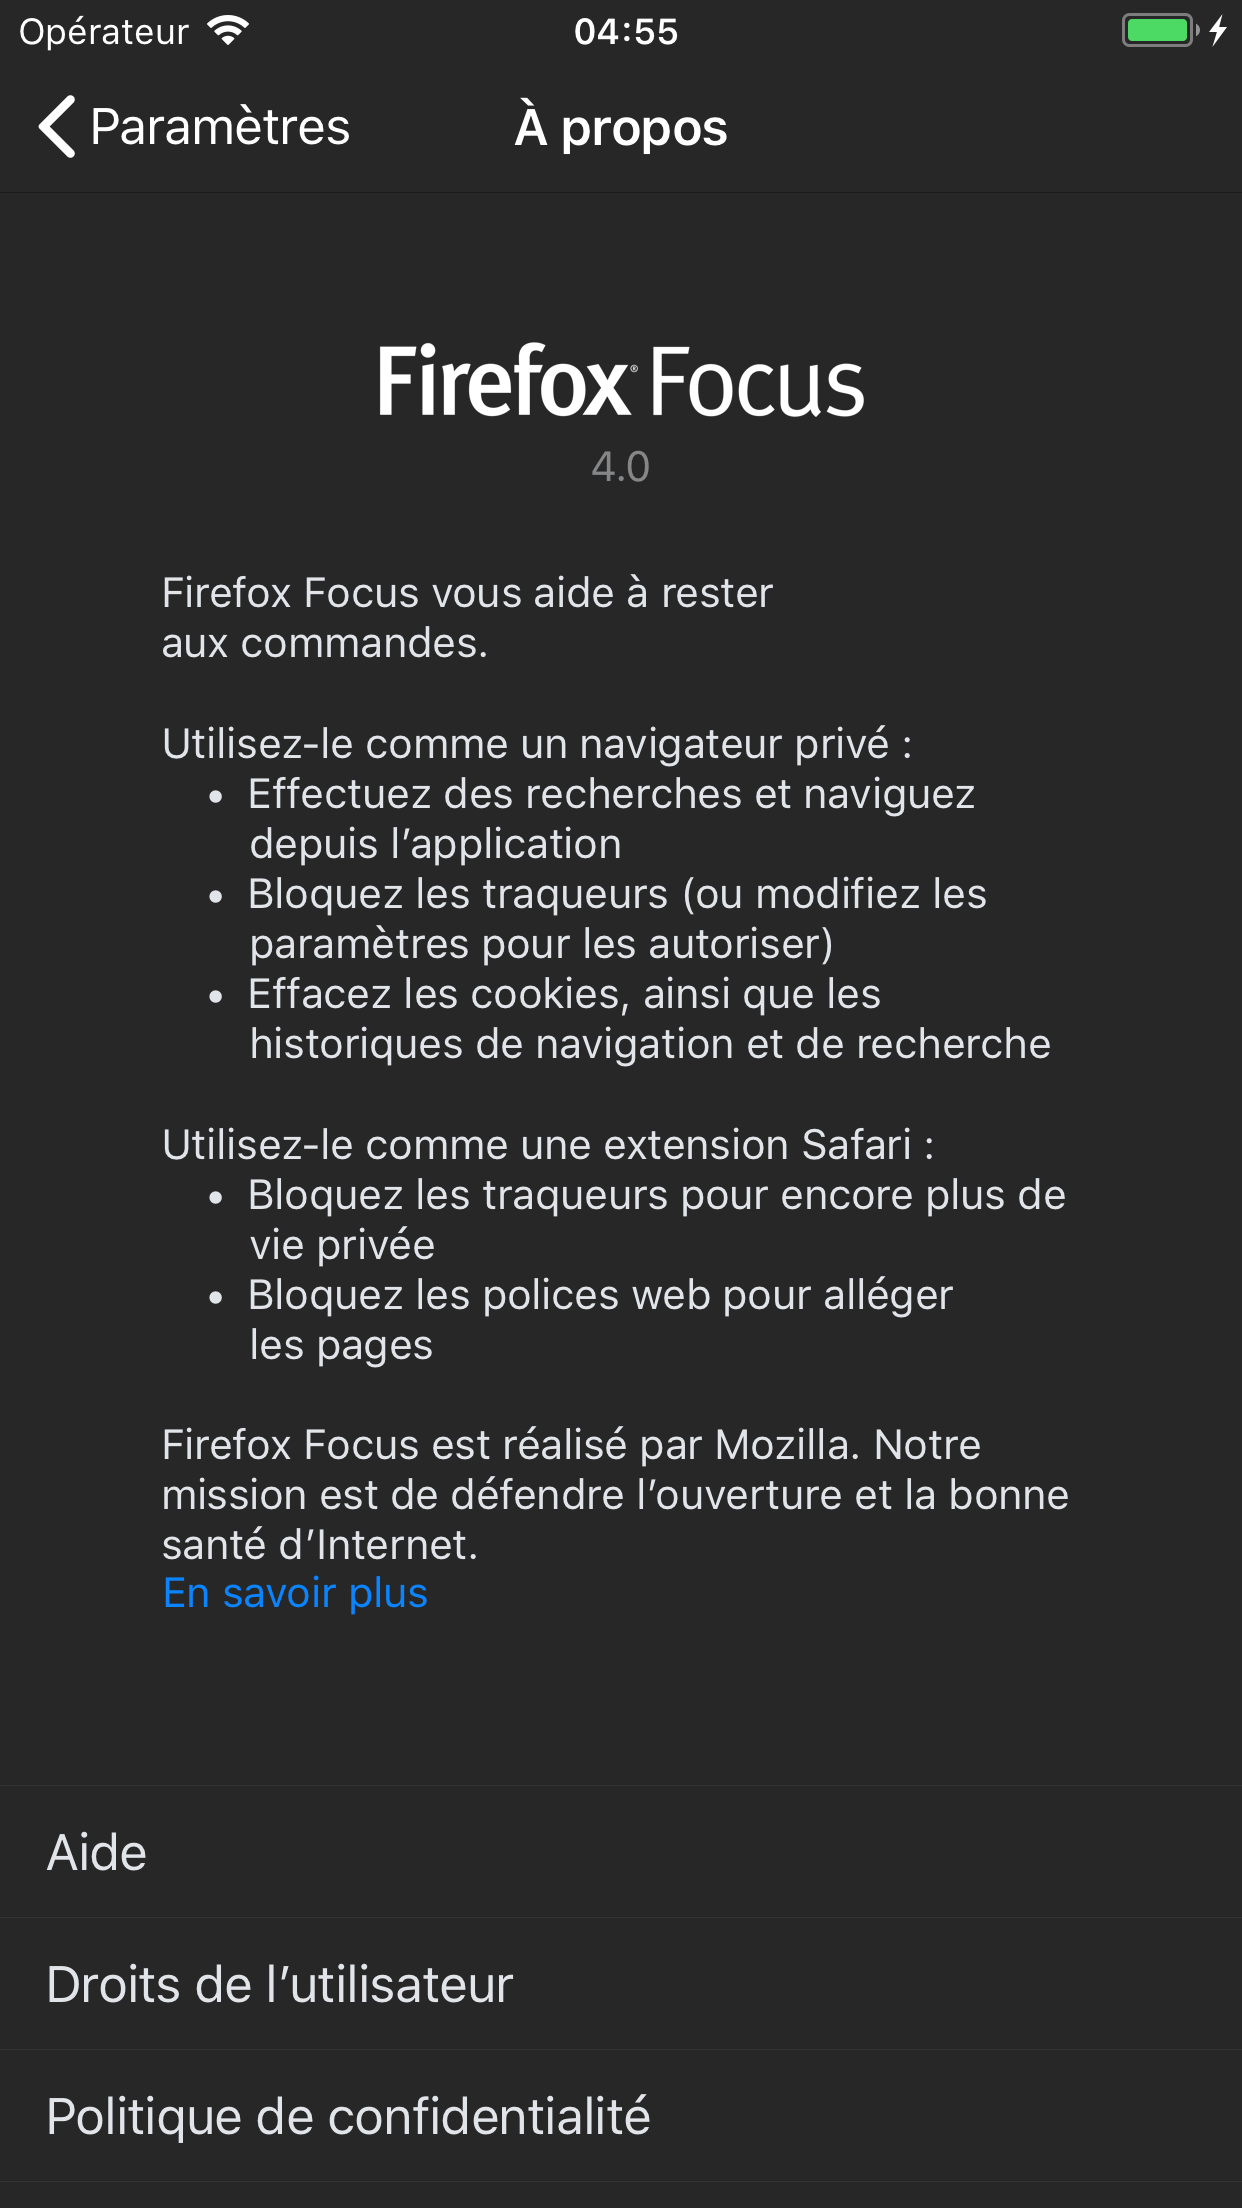 Opérateur 04:55
Paramètres À propos
Firefox® Focus
4.0
Firefox Focus vous aide à rester
aux commandes.
Utilisez-le comme un navigateur privé :
• Effectuez des recherches et naviguez
depuis l’application
• Bloquez les traqueurs (ou modifiez les
paramètres pour les autoriser)
• Effacez les cookies, ainsi que les
historiques de navigation et de recherche
Utilisez-le comme une extension Safari :
• Bloquez les traqueurs pour encore plus de
vie privée
• Bloquez les polices web pour alléger
les pages
Firefox Focus est réalisé par Mozilla. Notre
mission est de défendre l’ouverture et la bonne
santé d’Internet.
En savoir plus
Aide
Droits de l’utilisateur
Politique de confidentialité